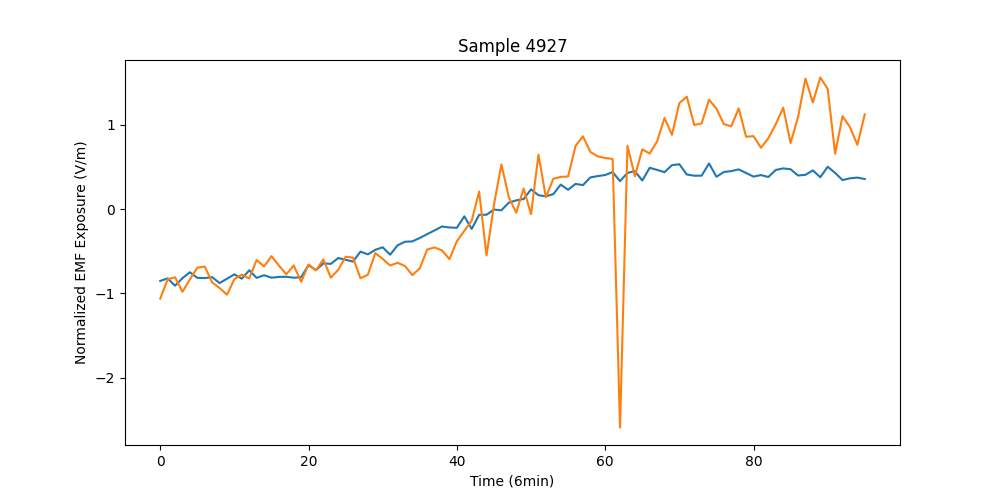 Sample 4927
Normalized EMF Exposure (V/m)
1
0
−1
−2
0 20 40 60 80
Time (6min)